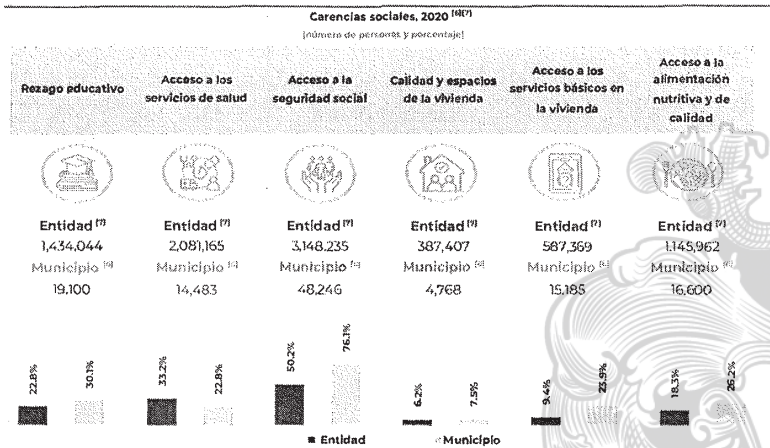 Carencias sociales, 2020 [6][7]
[número de personas y porcentaje]
Rezago educativo
Acceso a los
servicios de salud
Acceso a la
seguridad social
Calidad y espacios
de la vivienda
Acceso a los
servicios básicos en
la vivienda
Acceso a la
alimentación
nutritiva y de
calidad
Entidad [7] Entidad [7] Entidad [7] Entidad [7] Entidad [7] Entidad [7]
1,434,044 2,081,165 3,148,235 387,407 587,369 1,145,962
Municipio [6] Municipio [6] Municipio [6] Municipio [6] Municipio [6] Municipio [6]
19,100 14,483 48,246 4,768 15,185 16,600
22.8% 30.1% 33.2% 22.8% 50.2% 76.1% 6.2% 7.5% 9.4% 23.9% 18.3% 26.2%
Entidad Municipio